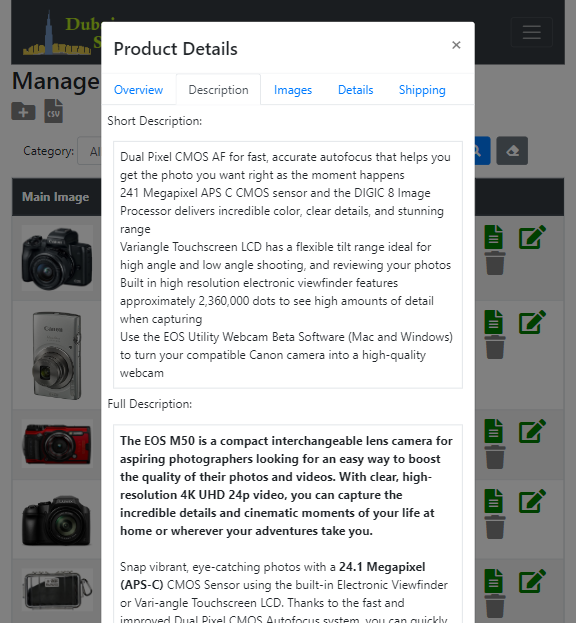 Product Details
×
Overview Description Images Details Shipping
Short Description:
Dual Pixel CMOS AF for fast, accurate autofocus that helps you
get the photo you want right as the moment happens
241 Megapixel APS C CMOS sensor and the DIGIC 8 Image
Processor delivers incredible color, clear details, and stunning
range
Variangle Touchscreen LCD has a flexible tilt range ideal for
high angle and low angle shooting, and reviewing your photos
Built in high resolution electronic viewfinder features
approximately 2,360,000 dots to see high amounts of detail
when capturing
Use the EOS Utility Webcam Beta Software (Mac and Windows)
to turn your compatible Canon camera into a high-quality
webcam
Full Description:
The EOS M50 is a compact interchangeable lens camera for
aspiring photographers looking for an easy way to boost
the quality of their photos and videos. With clear, high-
resolution 4K UHD 24p video, you can capture the
incredible details and cinematic moments of your life at
home or wherever your adventures take you.
Snap vibrant, eye-catching photos with a 24.1 Megapixel
(APS-C) CMOS Sensor using the built-in Electronic Viewfinder
or Vari-angle Touchscreen LCD. Thanks to the fast and
improved Dual Pixel CMOS Autofocus system, you can quickly
Manage
CSV
Category:
Main Image
Canon